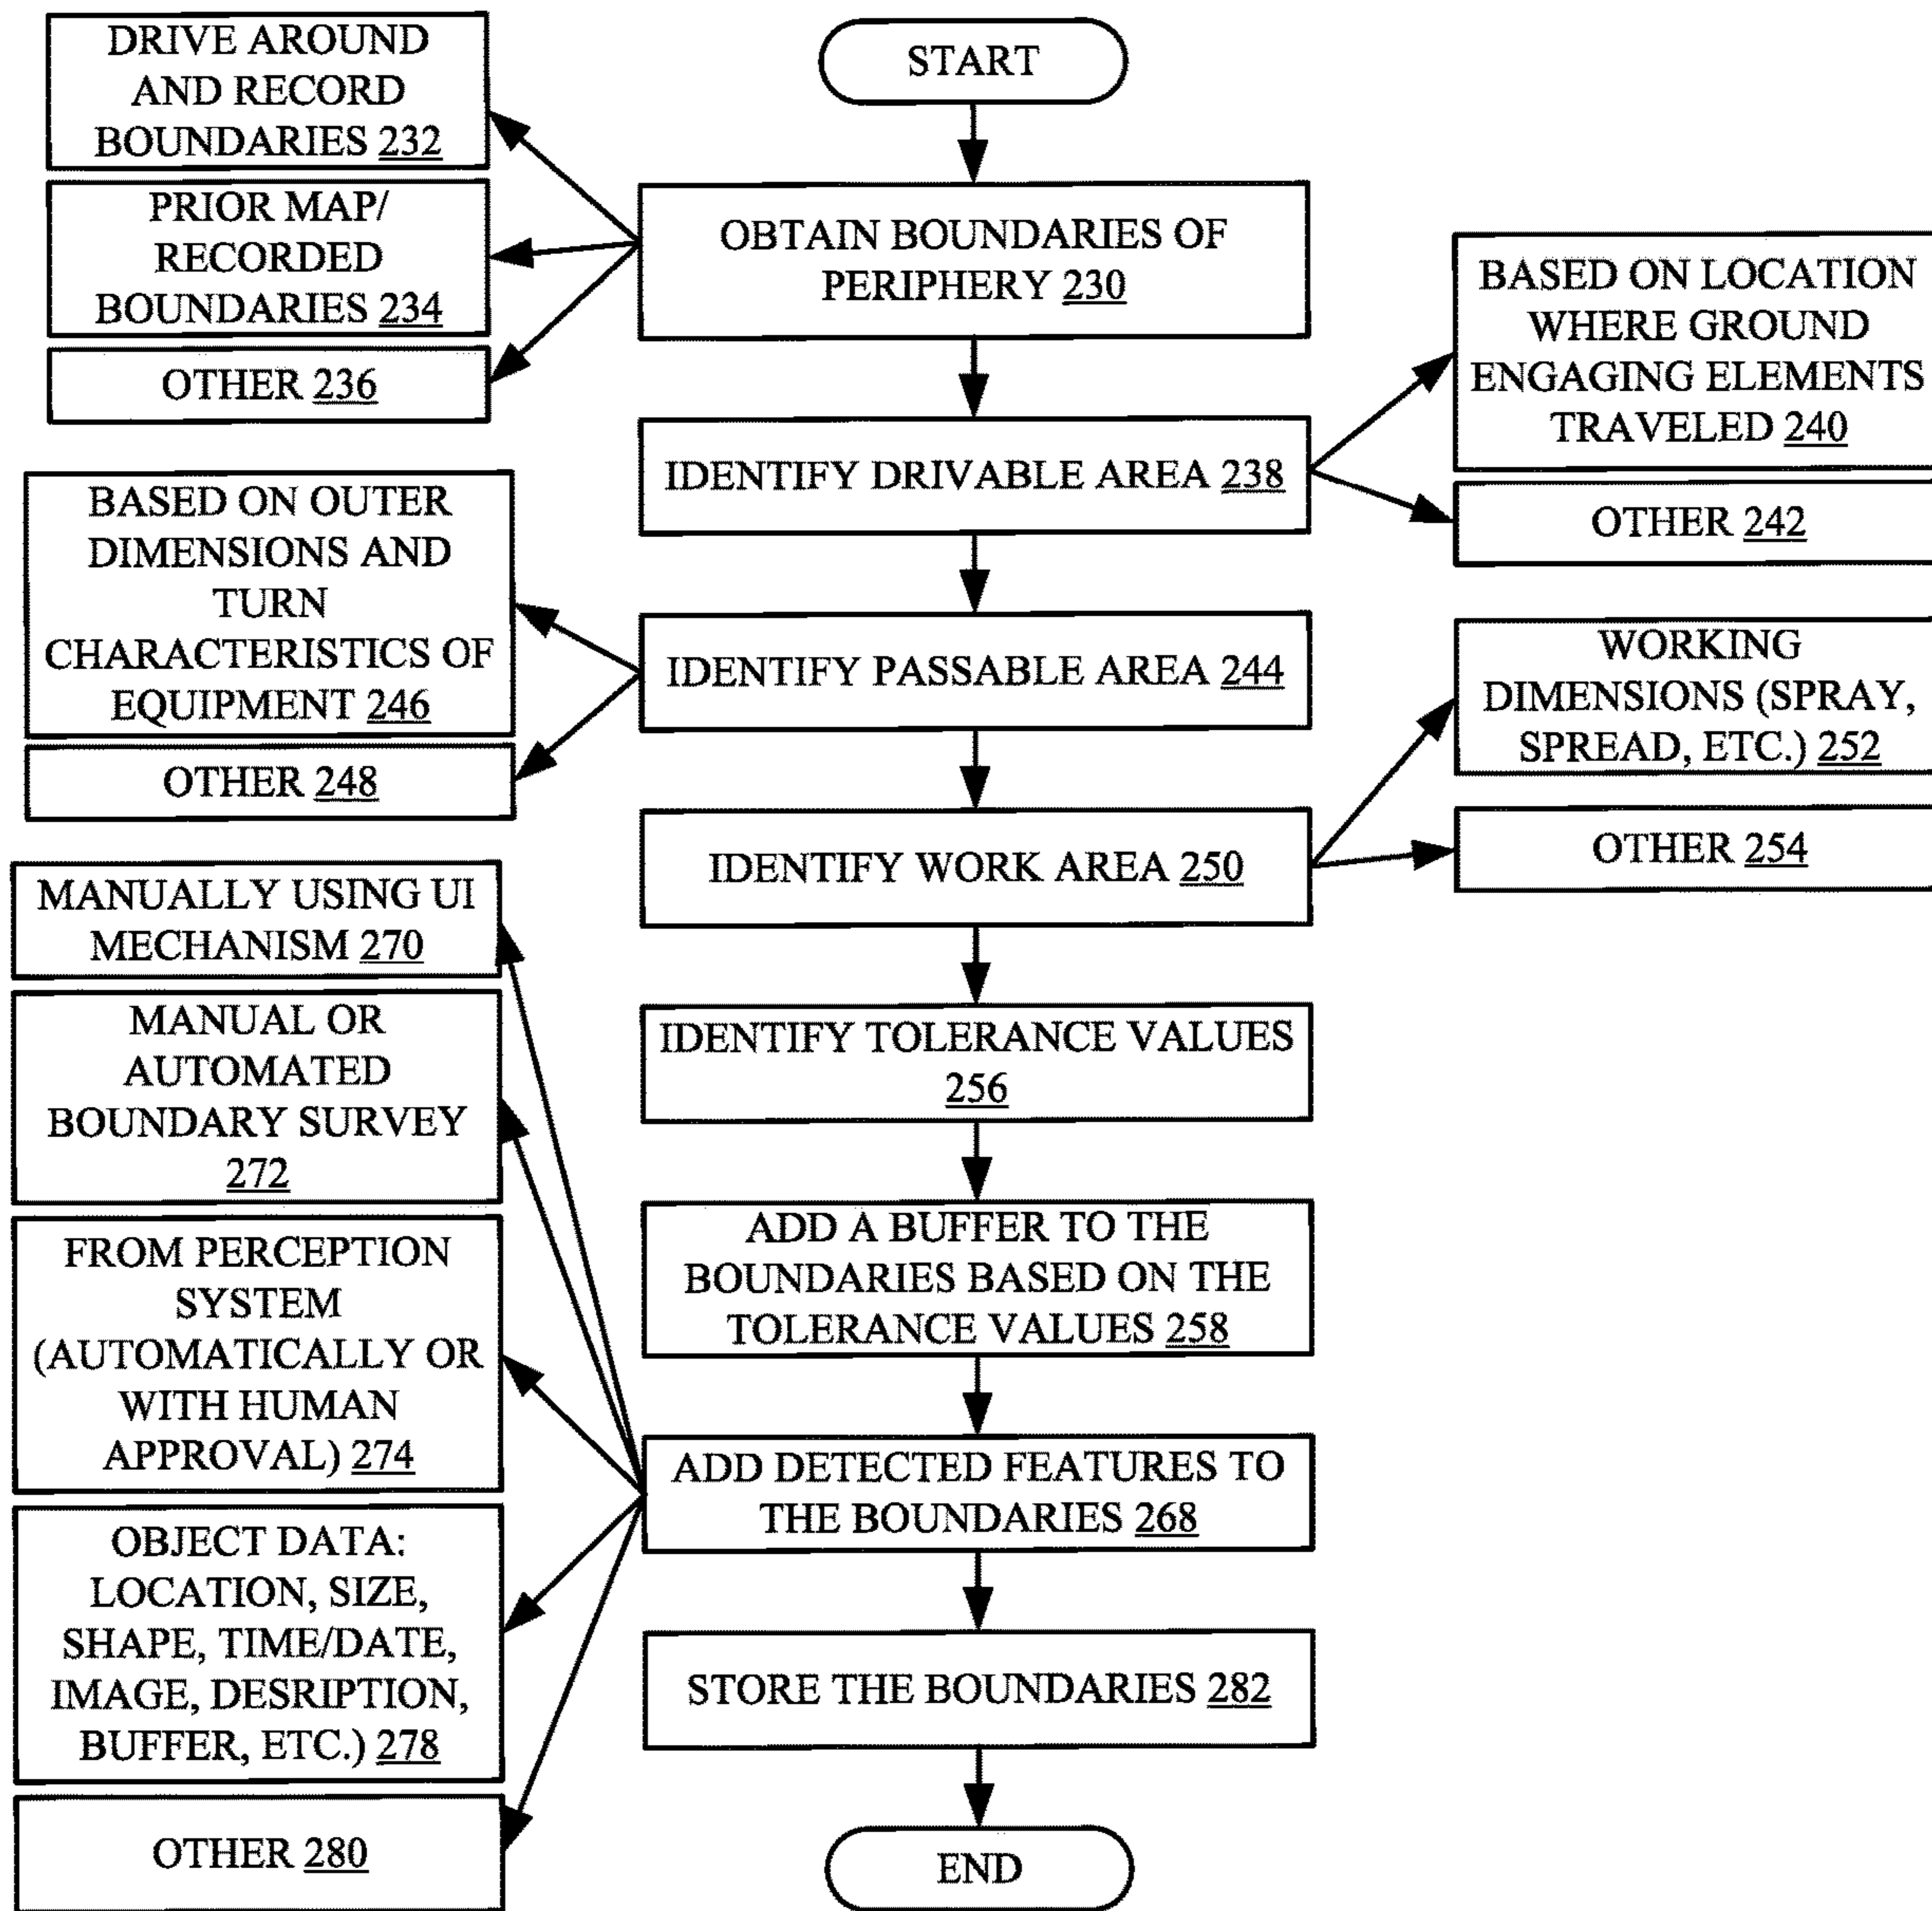 START
DRIVE AROUND
AND RECORD
BOUNDARIES 232
PRIOR MAP/
RECORDED
BOUNDARIES 234
OTHER 236
OBTAIN BOUNDARIES OF
PERIPHERY 230
BASED ON LOCATION
WHERE GROUND
ENGAGING ELEMENTS
TRAVELED 240
OTHER 242
IDENTIFY DRIVABLE AREA 238
BASED ON OUTER
DIMENSIONS AND
TURN
CHARACTERISTICS OF
EQUIPMENT 246
OTHER 248
IDENTIFY PASSABLE AREA 244
WORKING
DIMENSIONS (SPRAY,
SPREAD, ETC.) 252
OTHER 254
IDENTIFY WORK AREA 250
IDENTIFY TOLERANCE VALUES
256
ADD A BUFFER TO THE
BOUNDARIES BASED ON THE
TOLERANCE VALUES 258
MANUALLY USING UI
MECHANISM 270
MANUAL OR
AUTOMATED
BOUNDARY SURVEY
272
FROM PERCEPTION
SYSTEM
(AUTOMATICALLY OR
WITH HUMAN
APPROVAL) 274
OBJECT DATA:
LOCATION, SIZE,
SHAPE, TIME/DATE,
IMAGE, DESRIPTION,
BUFFER, ETC.) 278
OTHER 280
ADD DETECTED FEATURES TO
THE BOUNDARIES 268
STORE THE BOUNDARIES 282
END